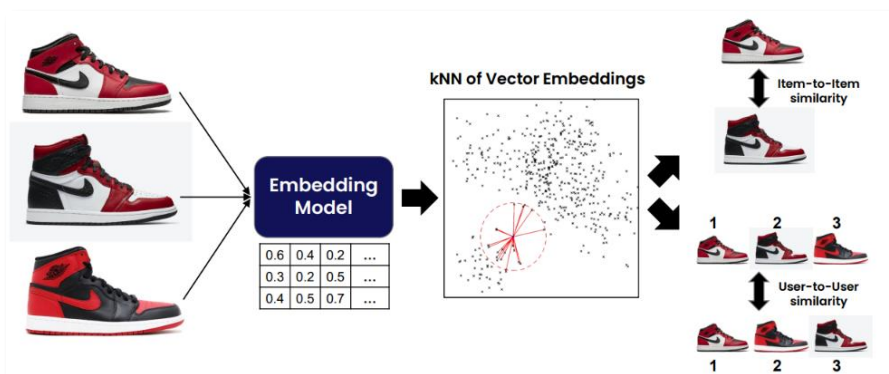 Embedding
Model
0.6 0.4 0.2 ...
0.3 0.2 0.5 ...
0.4 0.5 0.7 ...
kNN of Vector Embeddings
Item-to-Item
similarity
1 2 3
User-to-User
similarity
1 2 3